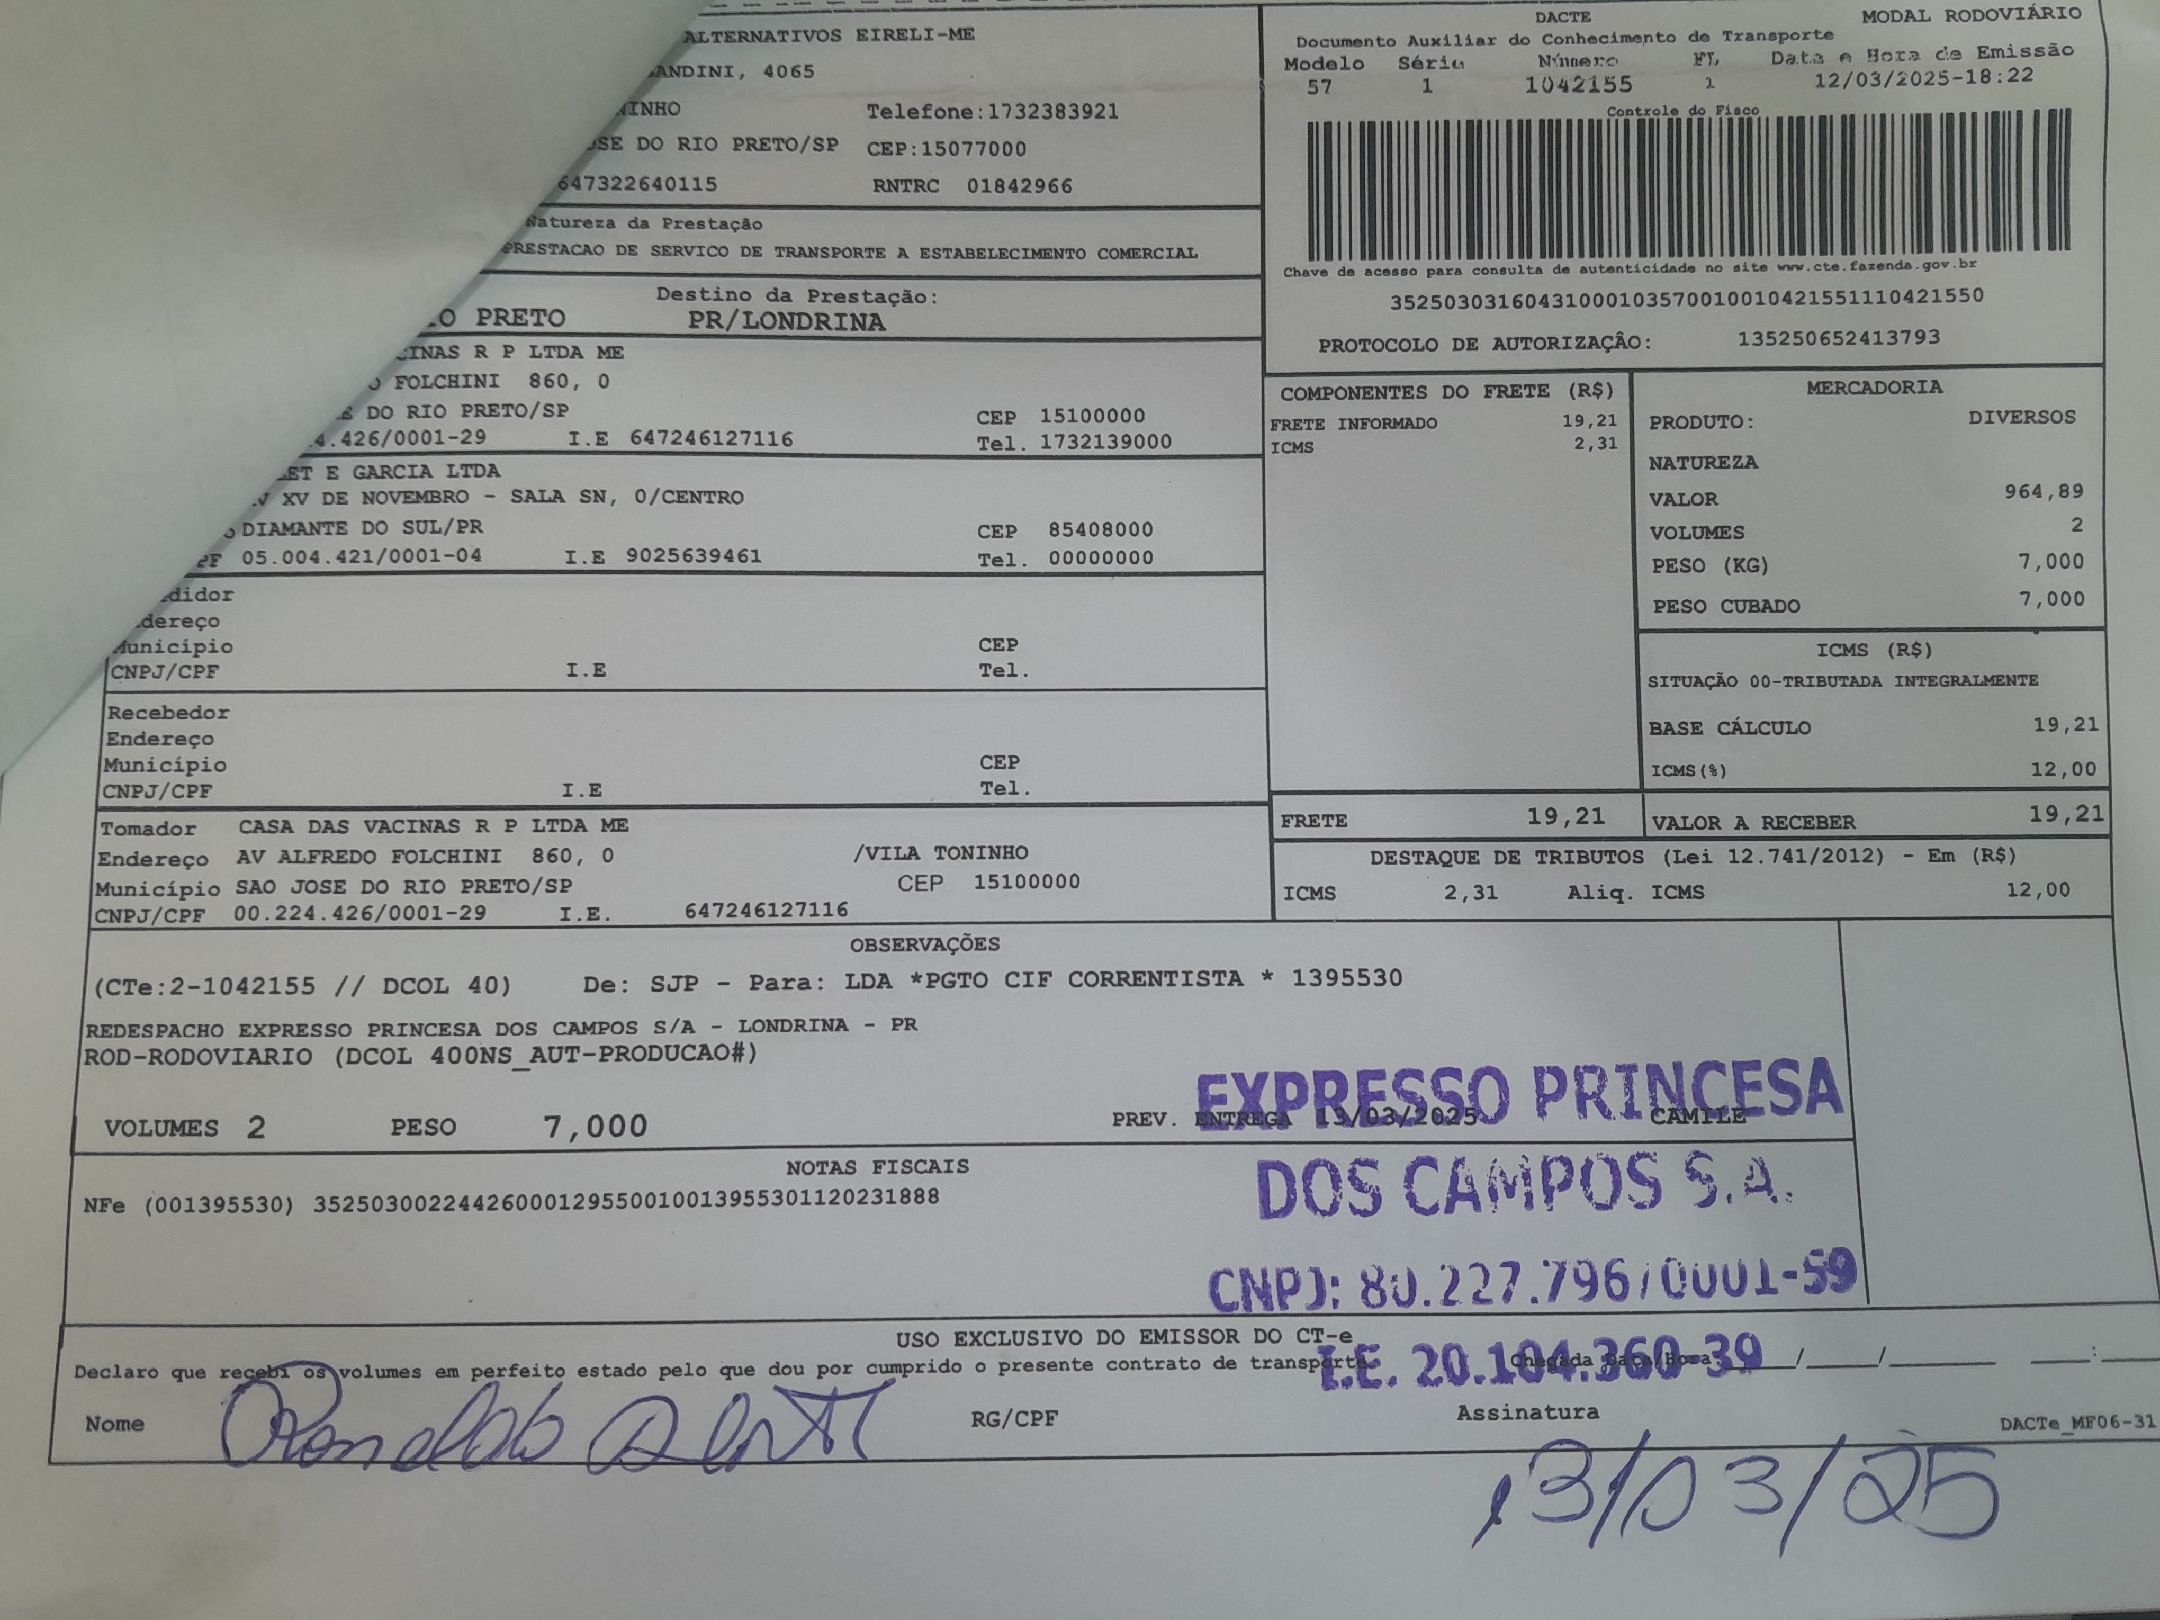 ALTERNATIVOS EIRELI-ME
4065
Telefone:1732383921
DO RIO PRETO/SP CEP:15077000
647322640115 RNTRC 01842966
Natureza da Prestação
PRESTACAO DE SERVICO DE TRANSPORTE A ESTABELECIMENTO COMERCIAL
Destino da Prestação:
PRETO PR/LONDRINA
R P LTDA ME
FOLCHINI 860, 0
DO RIO PRETO/SP CEP 15100000
4.426/0001-29 I.E 647246127116 Tel. 1732139000
E GARCIA LTDA
XV DE NOVEMBRO - SALA SN, 0/CENTRO
DIAMANTE DO SUL/PR CEP 85408000
05.004.421/0001-04 I.E 9025639461 Tel. 00000000
Município CEP
CNPJ/CPF I.E Tel.
Recebedor
Endereço
Município CEP
CNPJ/CPF I.E Tel.
Tomador CASA DAS VACINAS R P LTDA ME
Endereço AV ALFREDO FOLCHINI 860, 0 /VILA TONINHO
Município SAO JOSE DO RIO PRETO/SP CEP 15100000
CNPJ/CPF 00.224.426/0001-29 I.E. 647246127116
DACTE MODAL RODOVIÁRIO
Documento Auxiliar do Conhecimento de Transporte
Modelo Série Número FL Data e Hora de Emissão
57 1 1042155 1 12/03/2025-18:22
Controle do Fisco
Chave de acesso para consulta de autenticidade no site www.cte.fazenda.gov.br
35250303160431000103570010010421551110421550
PROTOCOLO DE AUTORIZAÇÂO: 135250652413793
COMPONENTES DO FRETE (R$)
FRETE INFORMADO 19,21
ICMS 2,31
MERCADORIA
PRODUTO: DIVERSOS
NATUREZA
VALOR 964,89
VOLUMES 2
PESO (KG) 7,000
PESO CUBADO 7,000
ICMS (R$)
SITUAÇÃO 00-TRIBUTADA INTEGRALMENTE
BASE CÁLCULO 19,21
ICMS(%) 12,00
FRETE 19,21 VALOR A RECEBER 19,21
DESTAQUE DE TRIBUTOS (Lei 12.741/2012) - Em (R$)
ICMS 2,31 Aliq. ICMS 12,00
OBSERVAÇÕES
(CTe:2-1042155 // DCOL 40) De: SJP - Para: LDA *PGTO CIF CORRENTISTA * 1395530
REDESPACHO EXPRESSO PRINCESA DOS CAMPOS S/A - LONDRINA - PR
ROD-RODOVIARIO (DCOL 400NS_AUT-PRODUCAO#)
VOLUMES 2 PESO 7,000 PREV. ENTREGA 13/03/2025 CAMILE
EXPRESSO PRINCESA
DOS CAMPOS S.A.
CNPJ: 80.227.796/0001-59
I.E. 20.104.360-39
NOTAS FISCAIS
NFe (001395530) 35250300224426000129550010013955301120231888
USO EXCLUSIVO DO EMISSOR DO CT-e
Declaro que recebi os volumes em perfeito estado pelo que dou por cumprido o presente contrato de transporte. Chegada Data/Hora: ___/___/_____ ___:___
Nome Ronaldo RG/CPF Assinatura DACTe_MF06-31
13/03/25